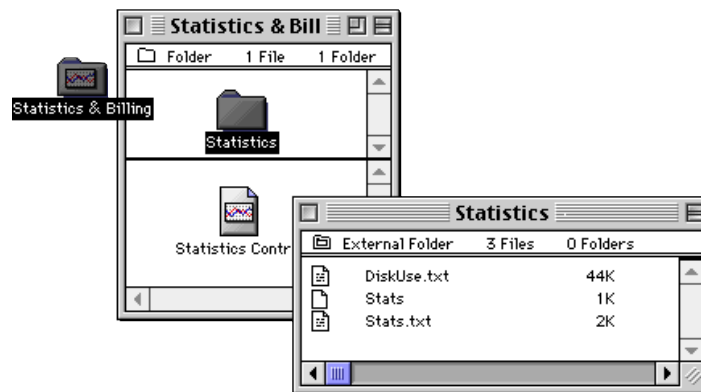 Statistics & Bill
Folder 1 File 1 Folder
Statistics & Billing
Statistics
Statistics Contr
Statistics
External Folder 3 Files 0 Folders
DiskUse.txt 44K
Stats 1K
Stats.txt 2K